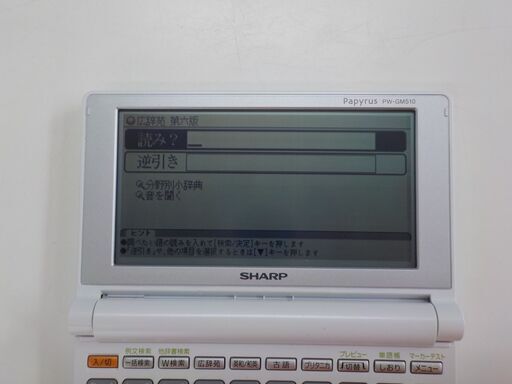 Papyrus PW-GM510
広辞苑 第六版
読み?
逆引き
分野別小辞典
音を聞く
ヒント
●調べたい語の読みを入れて[検索/決定]キーを押します
●「逆引き」や、他の項目を選択するときは[▼]キーを押します
SHARP
例文検索 他辞書検索 プレビュー 単語帳 マーカーテスト
入/切 一括検索 W検索 広辞苑 英和/和英 古語 ブリタニカ 切替 しおり メニュー